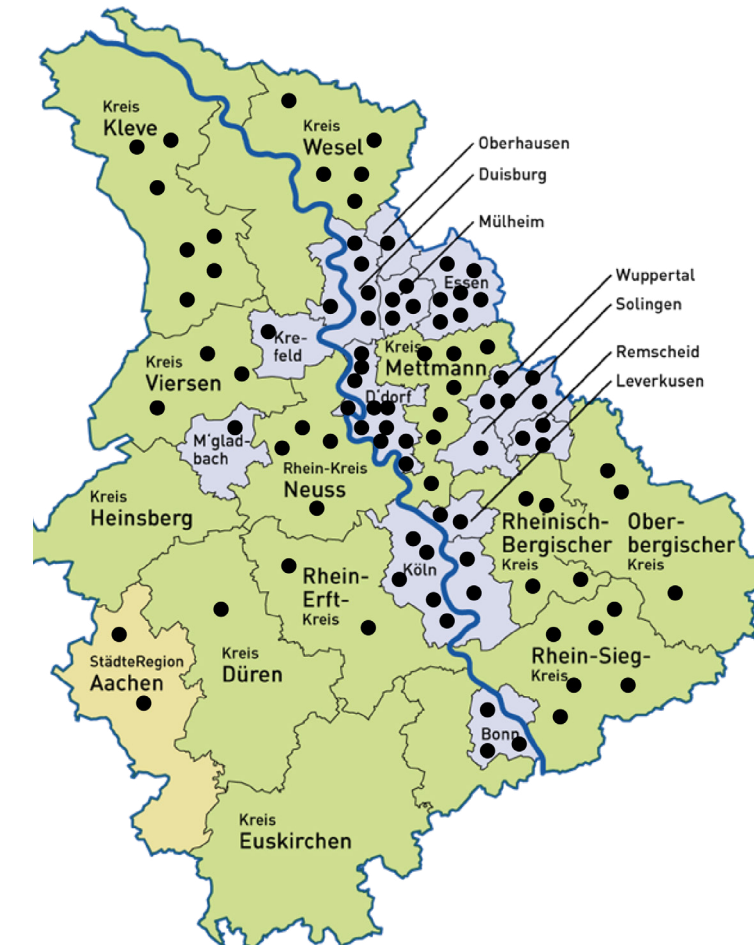 Kreis
Kleve
Kreis
Wesel
Oberhausen
Duisburg
Mülheim
Essen
Wuppertal
Solingen
Remscheid
Leverkusen
Kre-
feld
Kreis
Mettmann
Kreis
Viersen
D'dorf
M'glad-
bach
Rhein-Kreis
Neuss
Kreis
Heinsberg
Rheinisch-
Bergischer
Kreis
Ober-
bergischer
Kreis
Köln
Rhein-
Erft-
Kreis
StädteRegion
Aachen
Kreis
Düren
Rhein-Sieg-
Kreis
Bonn
Kreis
Euskirchen